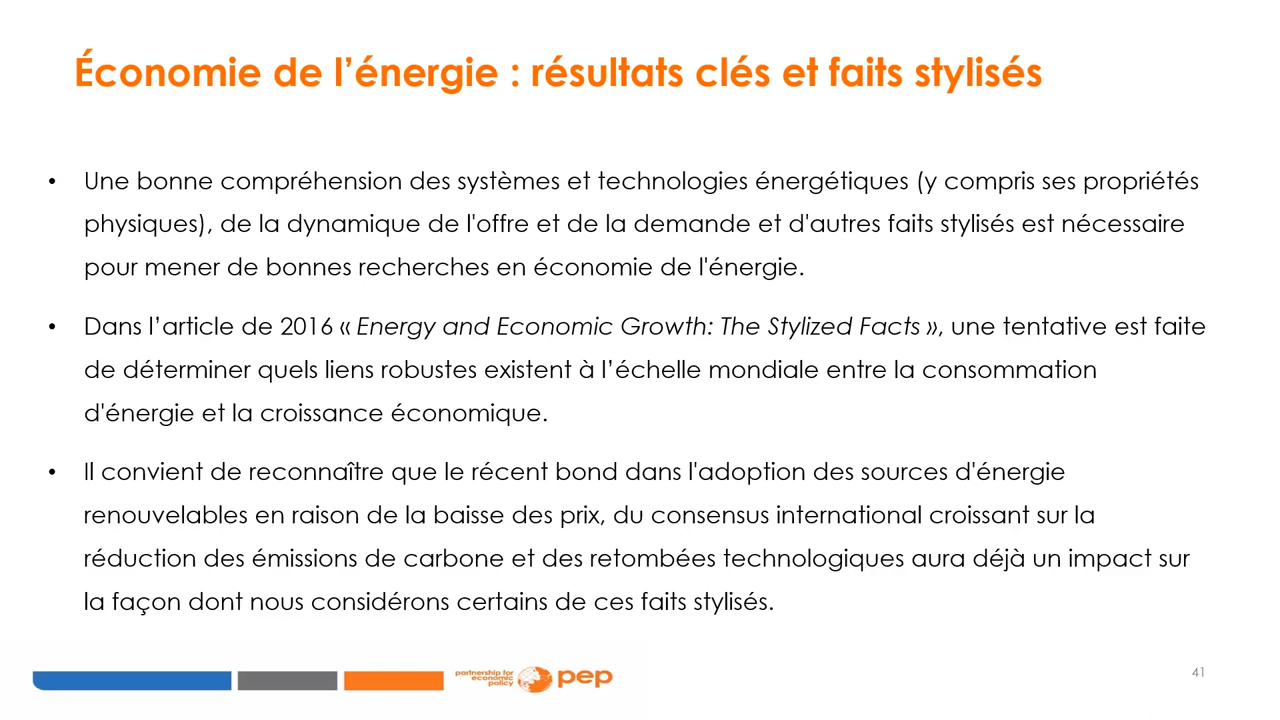 Économie de l’énergie : résultats clés et faits stylisés
• Une bonne compréhension des systèmes et technologies énergétiques (y compris ses propriétés
physiques), de la dynamique de l'offre et de la demande et d'autres faits stylisés est nécessaire
pour mener de bonnes recherches en économie de l'énergie.
• Dans l’article de 2016 « Energy and Economic Growth: The Stylized Facts », une tentative est faite
de déterminer quels liens robustes existent à l’échelle mondiale entre la consommation
d'énergie et la croissance économique.
• Il convient de reconnaître que le récent bond dans l'adoption des sources d'énergie
renouvelables en raison de la baisse des prix, du consensus international croissant sur la
réduction des émissions de carbone et des retombées technologiques aura déjà un impact sur
la façon dont nous considérons certains de ces faits stylisés.
partnership for
economic
policy
pep
41